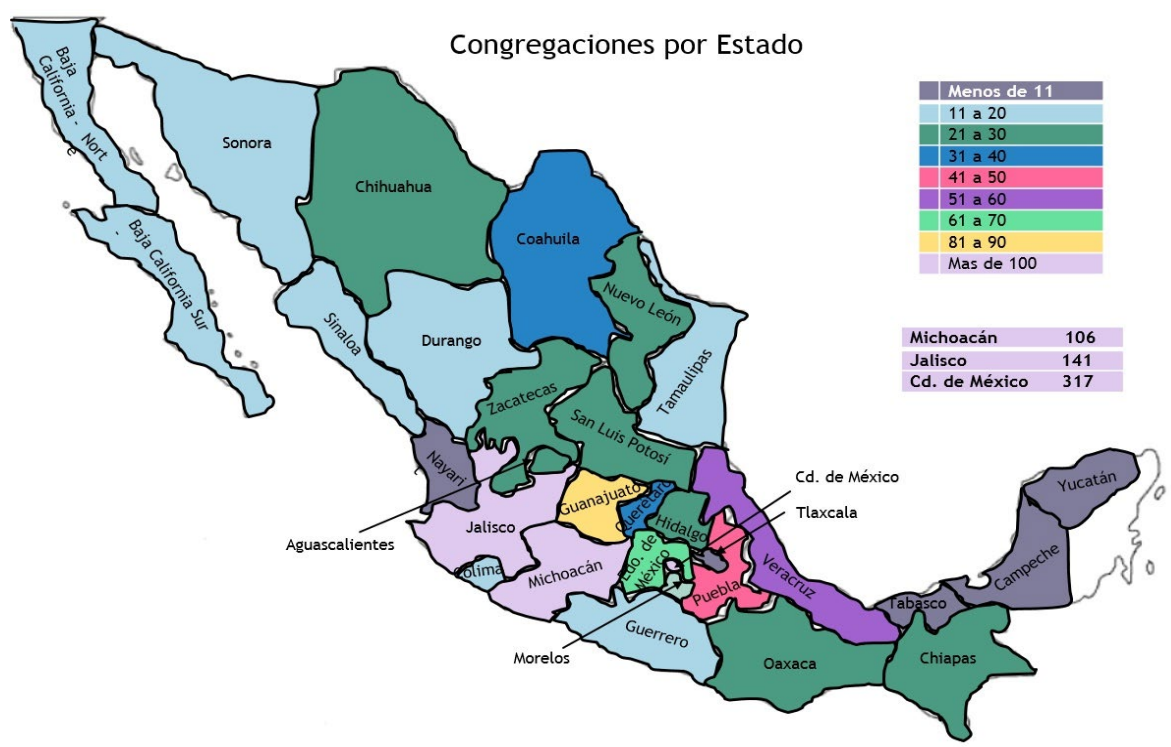 Congregaciones por Estado
Menos de 11
11 a 20
21 a 30
31 a 40
41 a 50
51 a 60
61 a 70
81 a 90
Mas de 100
Michoacán 106
Jalisco 141
Cd. de México 317
Baja
California -
Nort
e
Sonora
Chihuahua
Coahuila
Baja California Sur
-
Nuevo León
Sinaloa
Durango
Tamaulipas
Zacatecas
San Luis Potosí
Nayari
t
Cd. de México
Yucatán
Guanajuato
Querétaro
Tlaxcala
Jalisco
Hidalgo
Aguascalientes
Edo. de
México
Colima
Michoacán
Veracruz
Campeche
Puebla
Tabasco
Guerrero
Morelos
Oaxaca
Chiapas